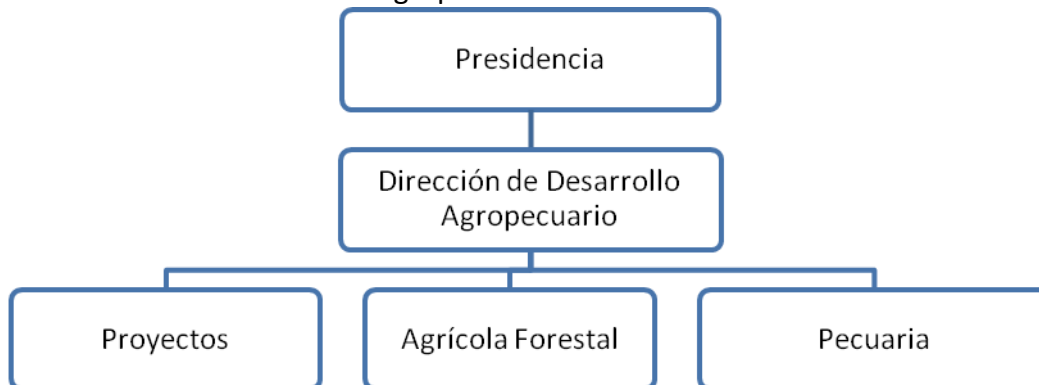 Presidencia
Dirección de Desarrollo
Agropecuario
Proyectos
Agrícola Forestal
Pecuaria